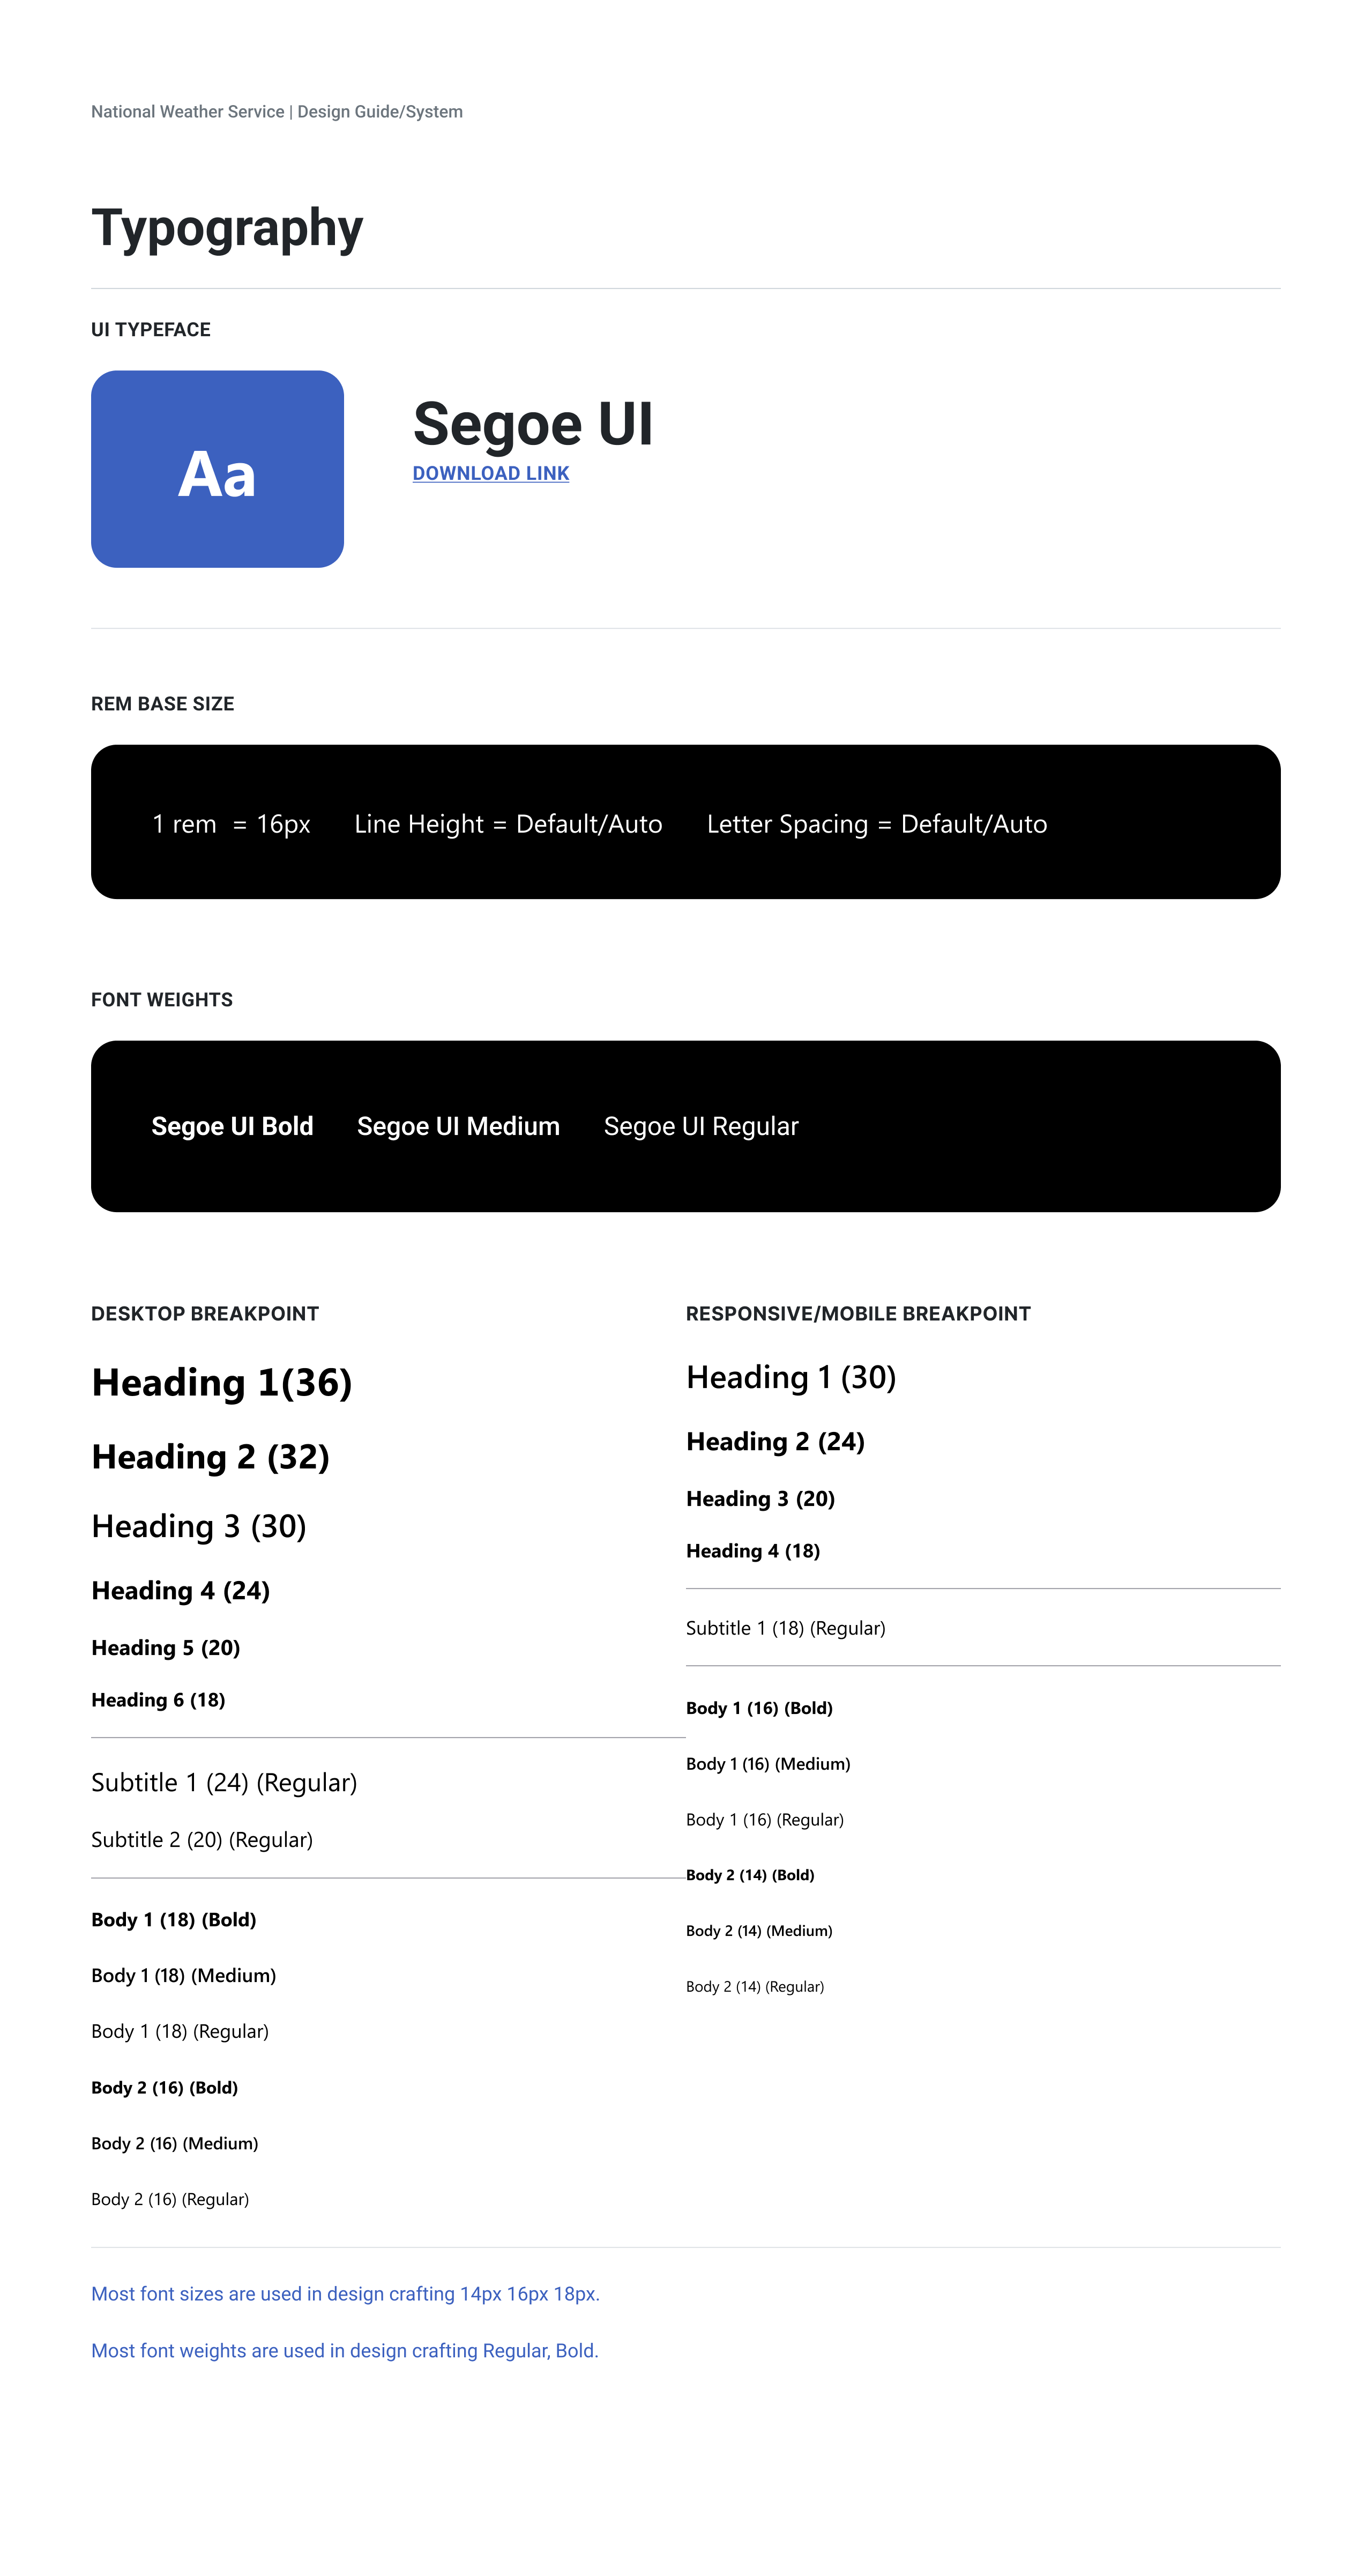 National Weather Service | Design Guide/System
Typography
UI TYPEFACE
Aa
Segoe UI
DOWNLOAD LINK
REM BASE SIZE
1 rem = 16px Line Height = Default/Auto Letter Spacing = Default/Auto
FONT WEIGHTS
Segoe UI Bold Segoe UI Medium Segoe UI Regular
DESKTOP BREAKPOINT
Heading 1(36)
Heading 2 (32)
Heading 3 (30)
Heading 4 (24)
Heading 5 (20)
Heading 6 (18)
Subtitle 1 (24) (Regular)
Subtitle 2 (20) (Regular)
Body 1 (18) (Bold)
Body 1 (18) (Medium)
Body 1 (18) (Regular)
Body 2 (16) (Bold)
Body 2 (16) (Medium)
Body 2 (16) (Regular)
RESPONSIVE/MOBILE BREAKPOINT
Heading 1 (30)
Heading 2 (24)
Heading 3 (20)
Heading 4 (18)
Subtitle 1 (18) (Regular)
Body 1 (16) (Bold)
Body 1 (16) (Medium)
Body 1 (16) (Regular)
Body 2 (14) (Bold)
Body 2 (14) (Medium)
Body 2 (14) (Regular)
Most font sizes are used in design crafting 14px 16px 18px.
Most font weights are used in design crafting Regular, Bold.